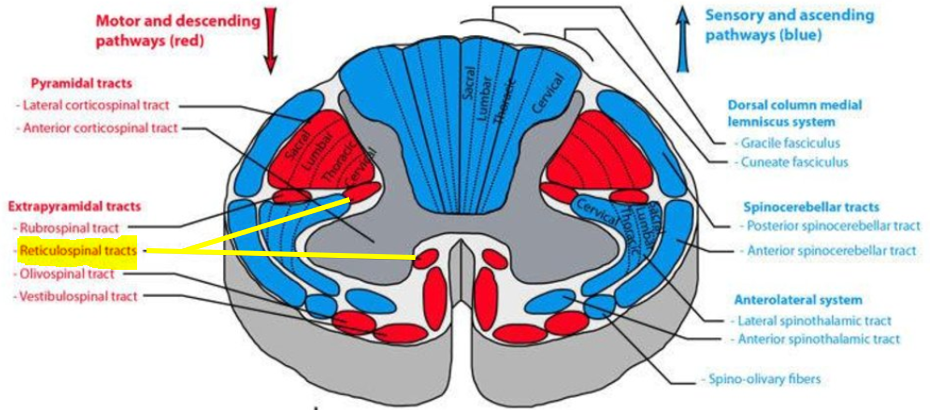 Motor and descending
pathways (red)
Sensory and ascending
pathways (blue)
Pyramidal tracts
- Lateral corticospinal tract
- Anterior corticospinal tract
Extrapyramidal tracts
- Rubrospinal tract
- Reticulospinal tracts
- Olivospinal tract
- Vestibulospinal tract
Sacral
Lumbar
Thoracic
Cervical
Sacral
Lumbar
Thoracic
Cervical
Cervical
Thoracic
Lumbar
Sacral
Dorsal column medial
lemniscus system
- Gracile fasciculus
- Cuneate fasciculus
Spinocerebellar tracts
- Posterior spinocerebellar tract
- Anterior spinocerebellar tract
Anterolateral system
- Lateral spinothalamic tract
- Anterior spinothalamic tract
- Spino-olivary fibers